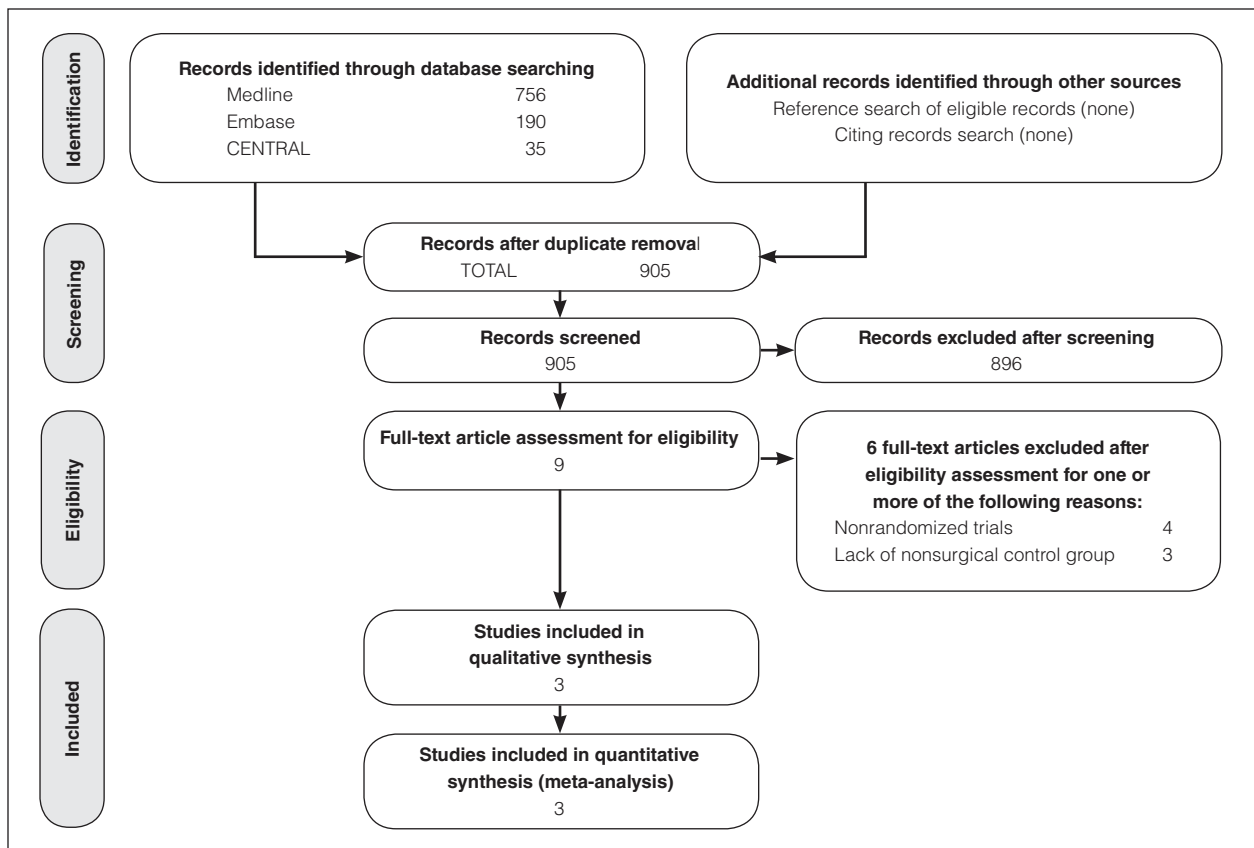 Identification
Records identified through database searching
Medline 756
Embase 190
CENTRAL 35
Additional records identified through other sources
Reference search of eligible records (none)
Citing records search (none)
Screening
Records after duplicate removal
TOTAL 905
Records screened
905
Records excluded after screening
896
Eligibility
Full-text article assessment for eligibility
9
6 full-text articles excluded after
eligibility assessment for one or
more of the following reasons:
Nonrandomized trials 4
Lack of nonsurgical control group 3
Included
Studies included in
qualitative synthesis
3
Studies included in quantitative
synthesis (meta-analysis)
3